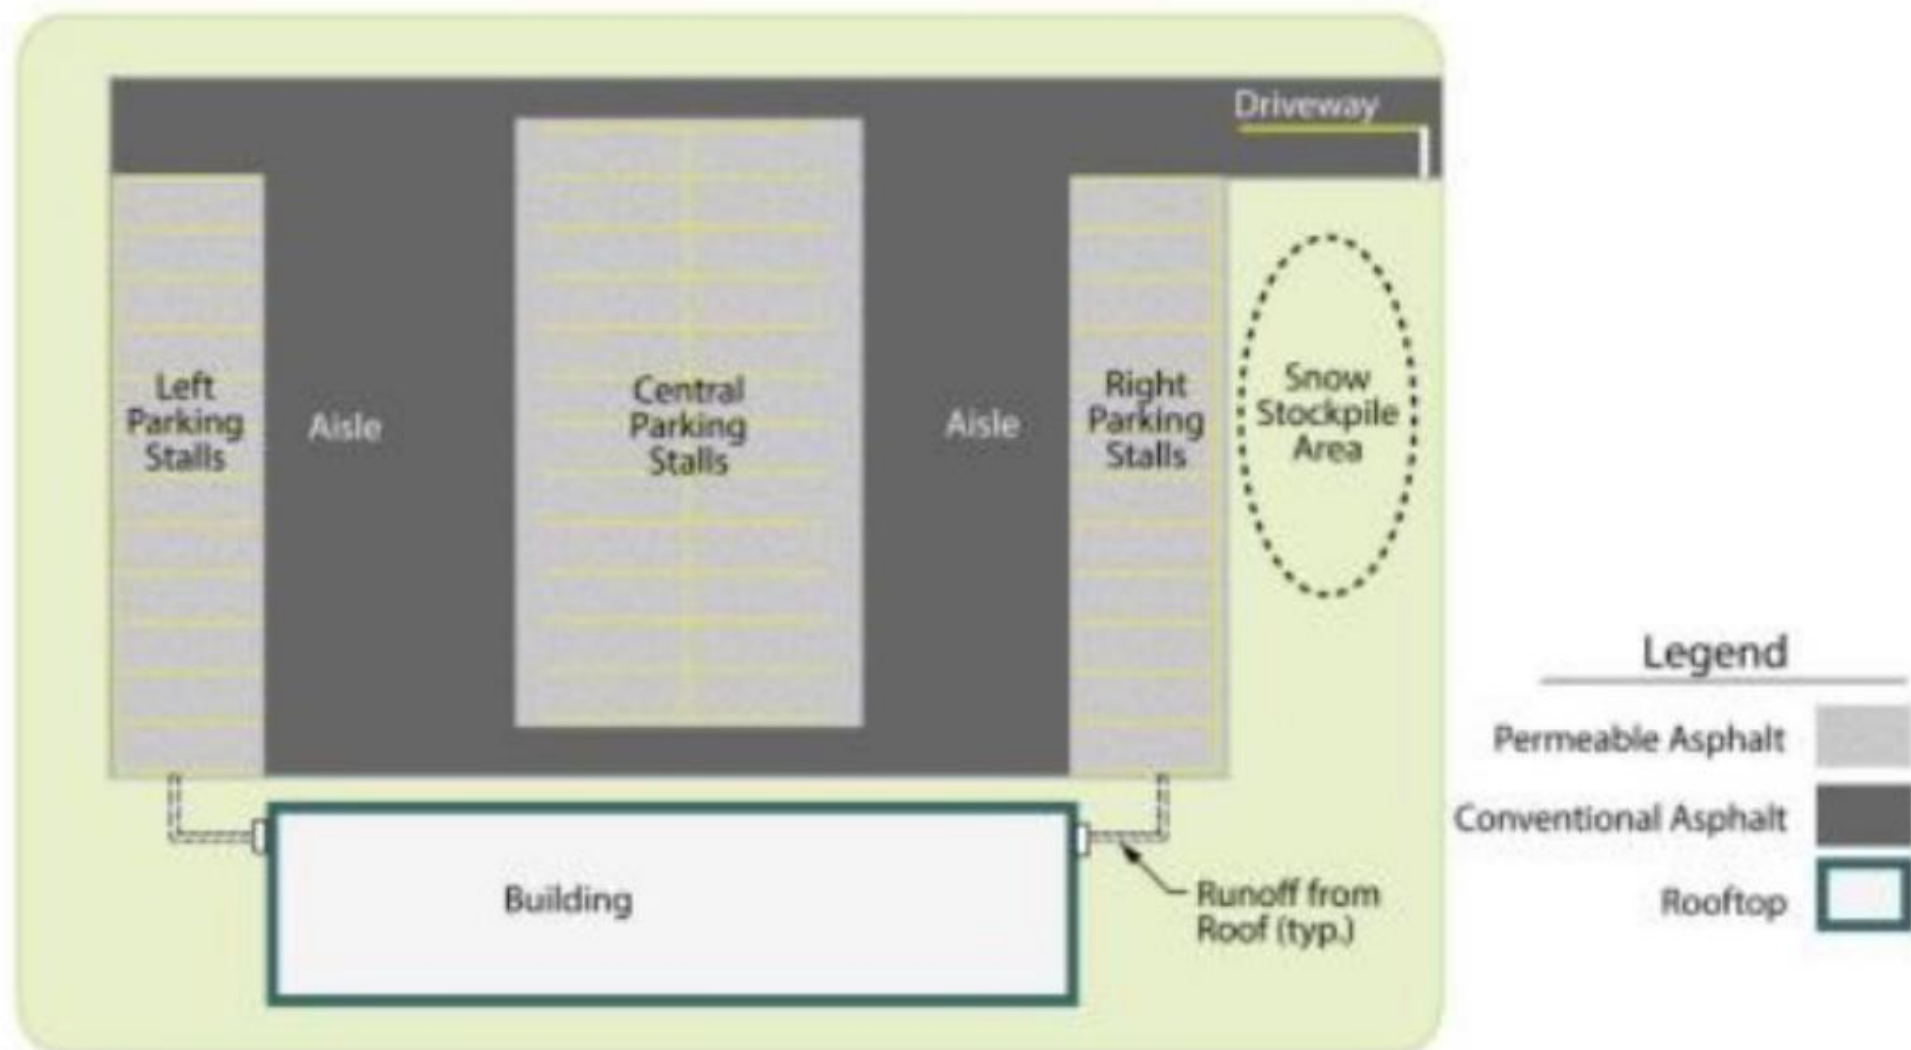 Driveway
Left
Parking
Stalls
Aisle
Central
Parking
Stalls
Aisle
Right
Parking
Stalls
Snow
Stockpile
Area
Legend
Permeable Asphalt
Conventional Asphalt
Rooftop
Building
Runoff from
Roof (typ.)